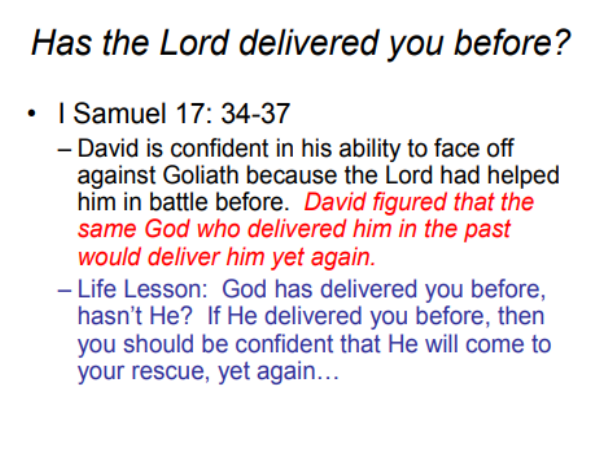 Has the Lord delivered you before?
• I Samuel 17: 34-37
– David is confident in his ability to face off
against Goliath because the Lord had helped
him in battle before.  David figured that the
same God who delivered him in the past
would deliver him yet again.
– Life Lesson:  God has delivered you before,
hasn’t He?  If He delivered you before, then
you should be confident that He will come to
your rescue, yet again…